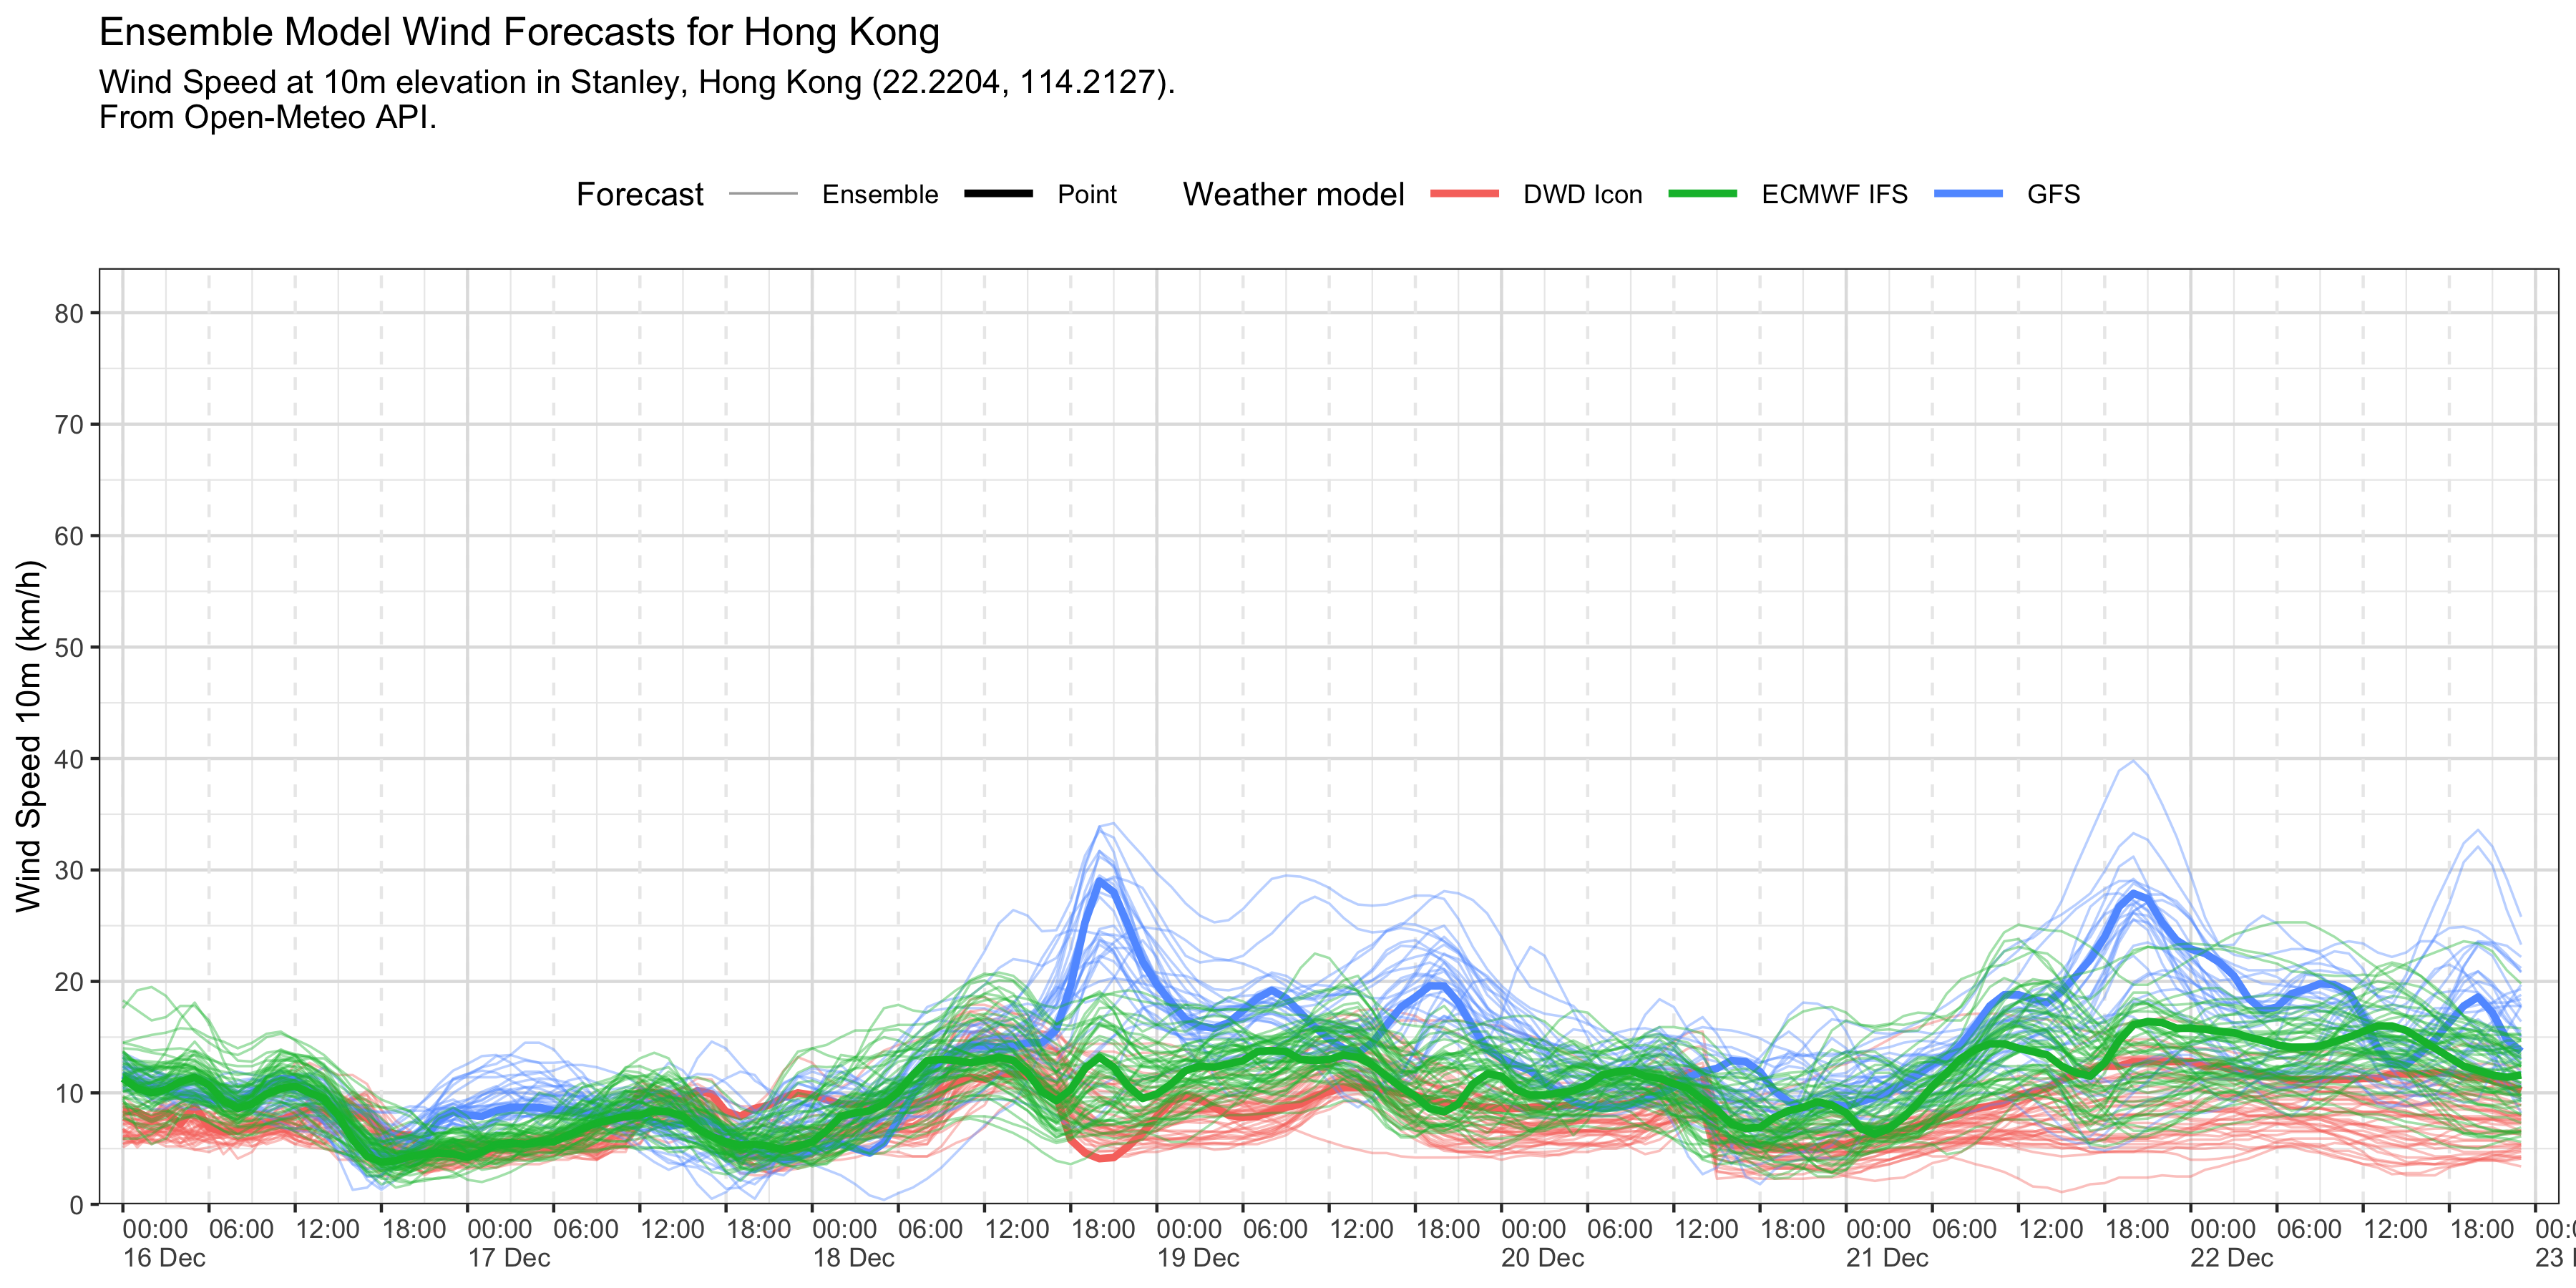 Ensemble Model Wind Forecasts for Hong Kong
Wind Speed at 10m elevation in Stanley, Hong Kong (22.2204, 114.2127).
From Open-Meteo API.
Forecast Ensemble Point Weather model DWD Icon ECMWF IFS GFS
Wind Speed 10m (km/h)
80
70
60
50
40
30
20
10
0
00:00 06:00 12:00 18:00 00:00 06:00 12:00 18:00 00:00 06:00 12:00 18:00 00:00 06:00 12:00 18:00 00:00 06:00 12:00 18:00 00:00 06:00 12:00 18:00 00:00 06:00 12:00 18:00
16 Dec 17 Dec 18 Dec 19 Dec 20 Dec 21 Dec 22 Dec 23